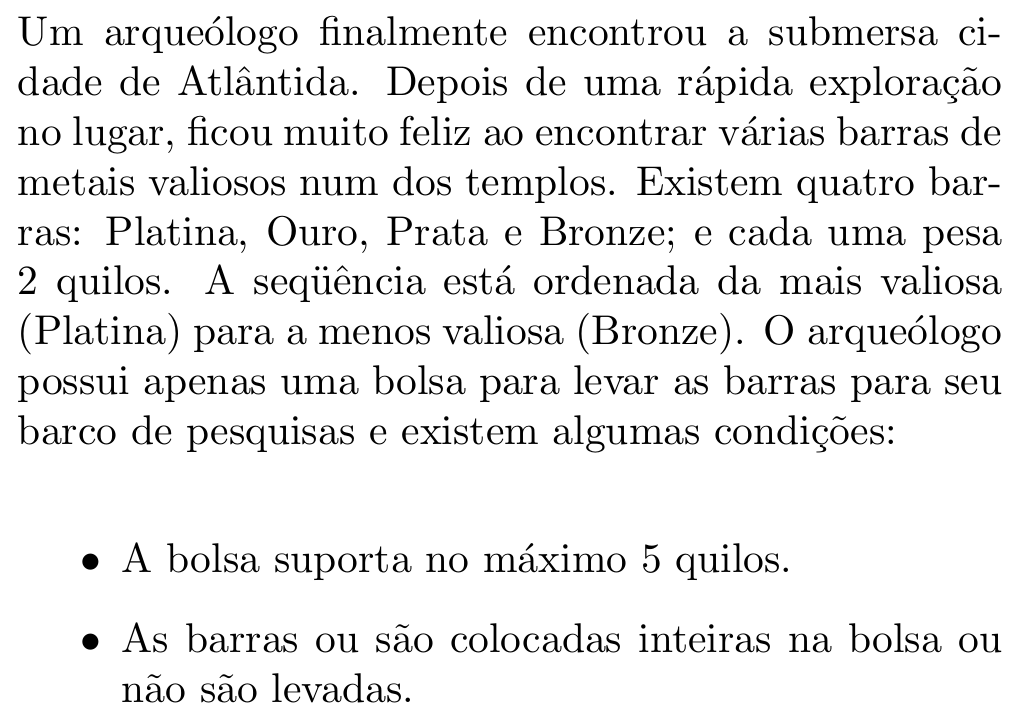 Um arqueólogo finalmente encontrou a submersa ci-
dade de Atlântida. Depois de uma rápida exploração
no lugar, ficou muito feliz ao encontrar várias barras de
metais valiosos num dos templos. Existem quatro bar-
ras: Platina, Ouro, Prata e Bronze; e cada uma pesa
2 quilos. A seqüência está ordenada da mais valiosa
(Platina) para a menos valiosa (Bronze). O arqueólogo
possui apenas uma bolsa para levar as barras para seu
barco de pesquisas e existem algumas condições:
• A bolsa suporta no máximo 5 quilos.
• As barras ou são colocadas inteiras na bolsa ou
não são levadas.